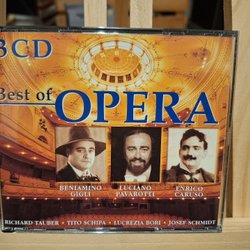 3CD
Best of
OPERA
BENIAMINO GIGLI
LUCIANO PAVAROTTI
ENRICO CARUSO
RICHARD TAUBER · TITO SCHIPA · LUCREZIA BORI · JOSEF SCHMIDT